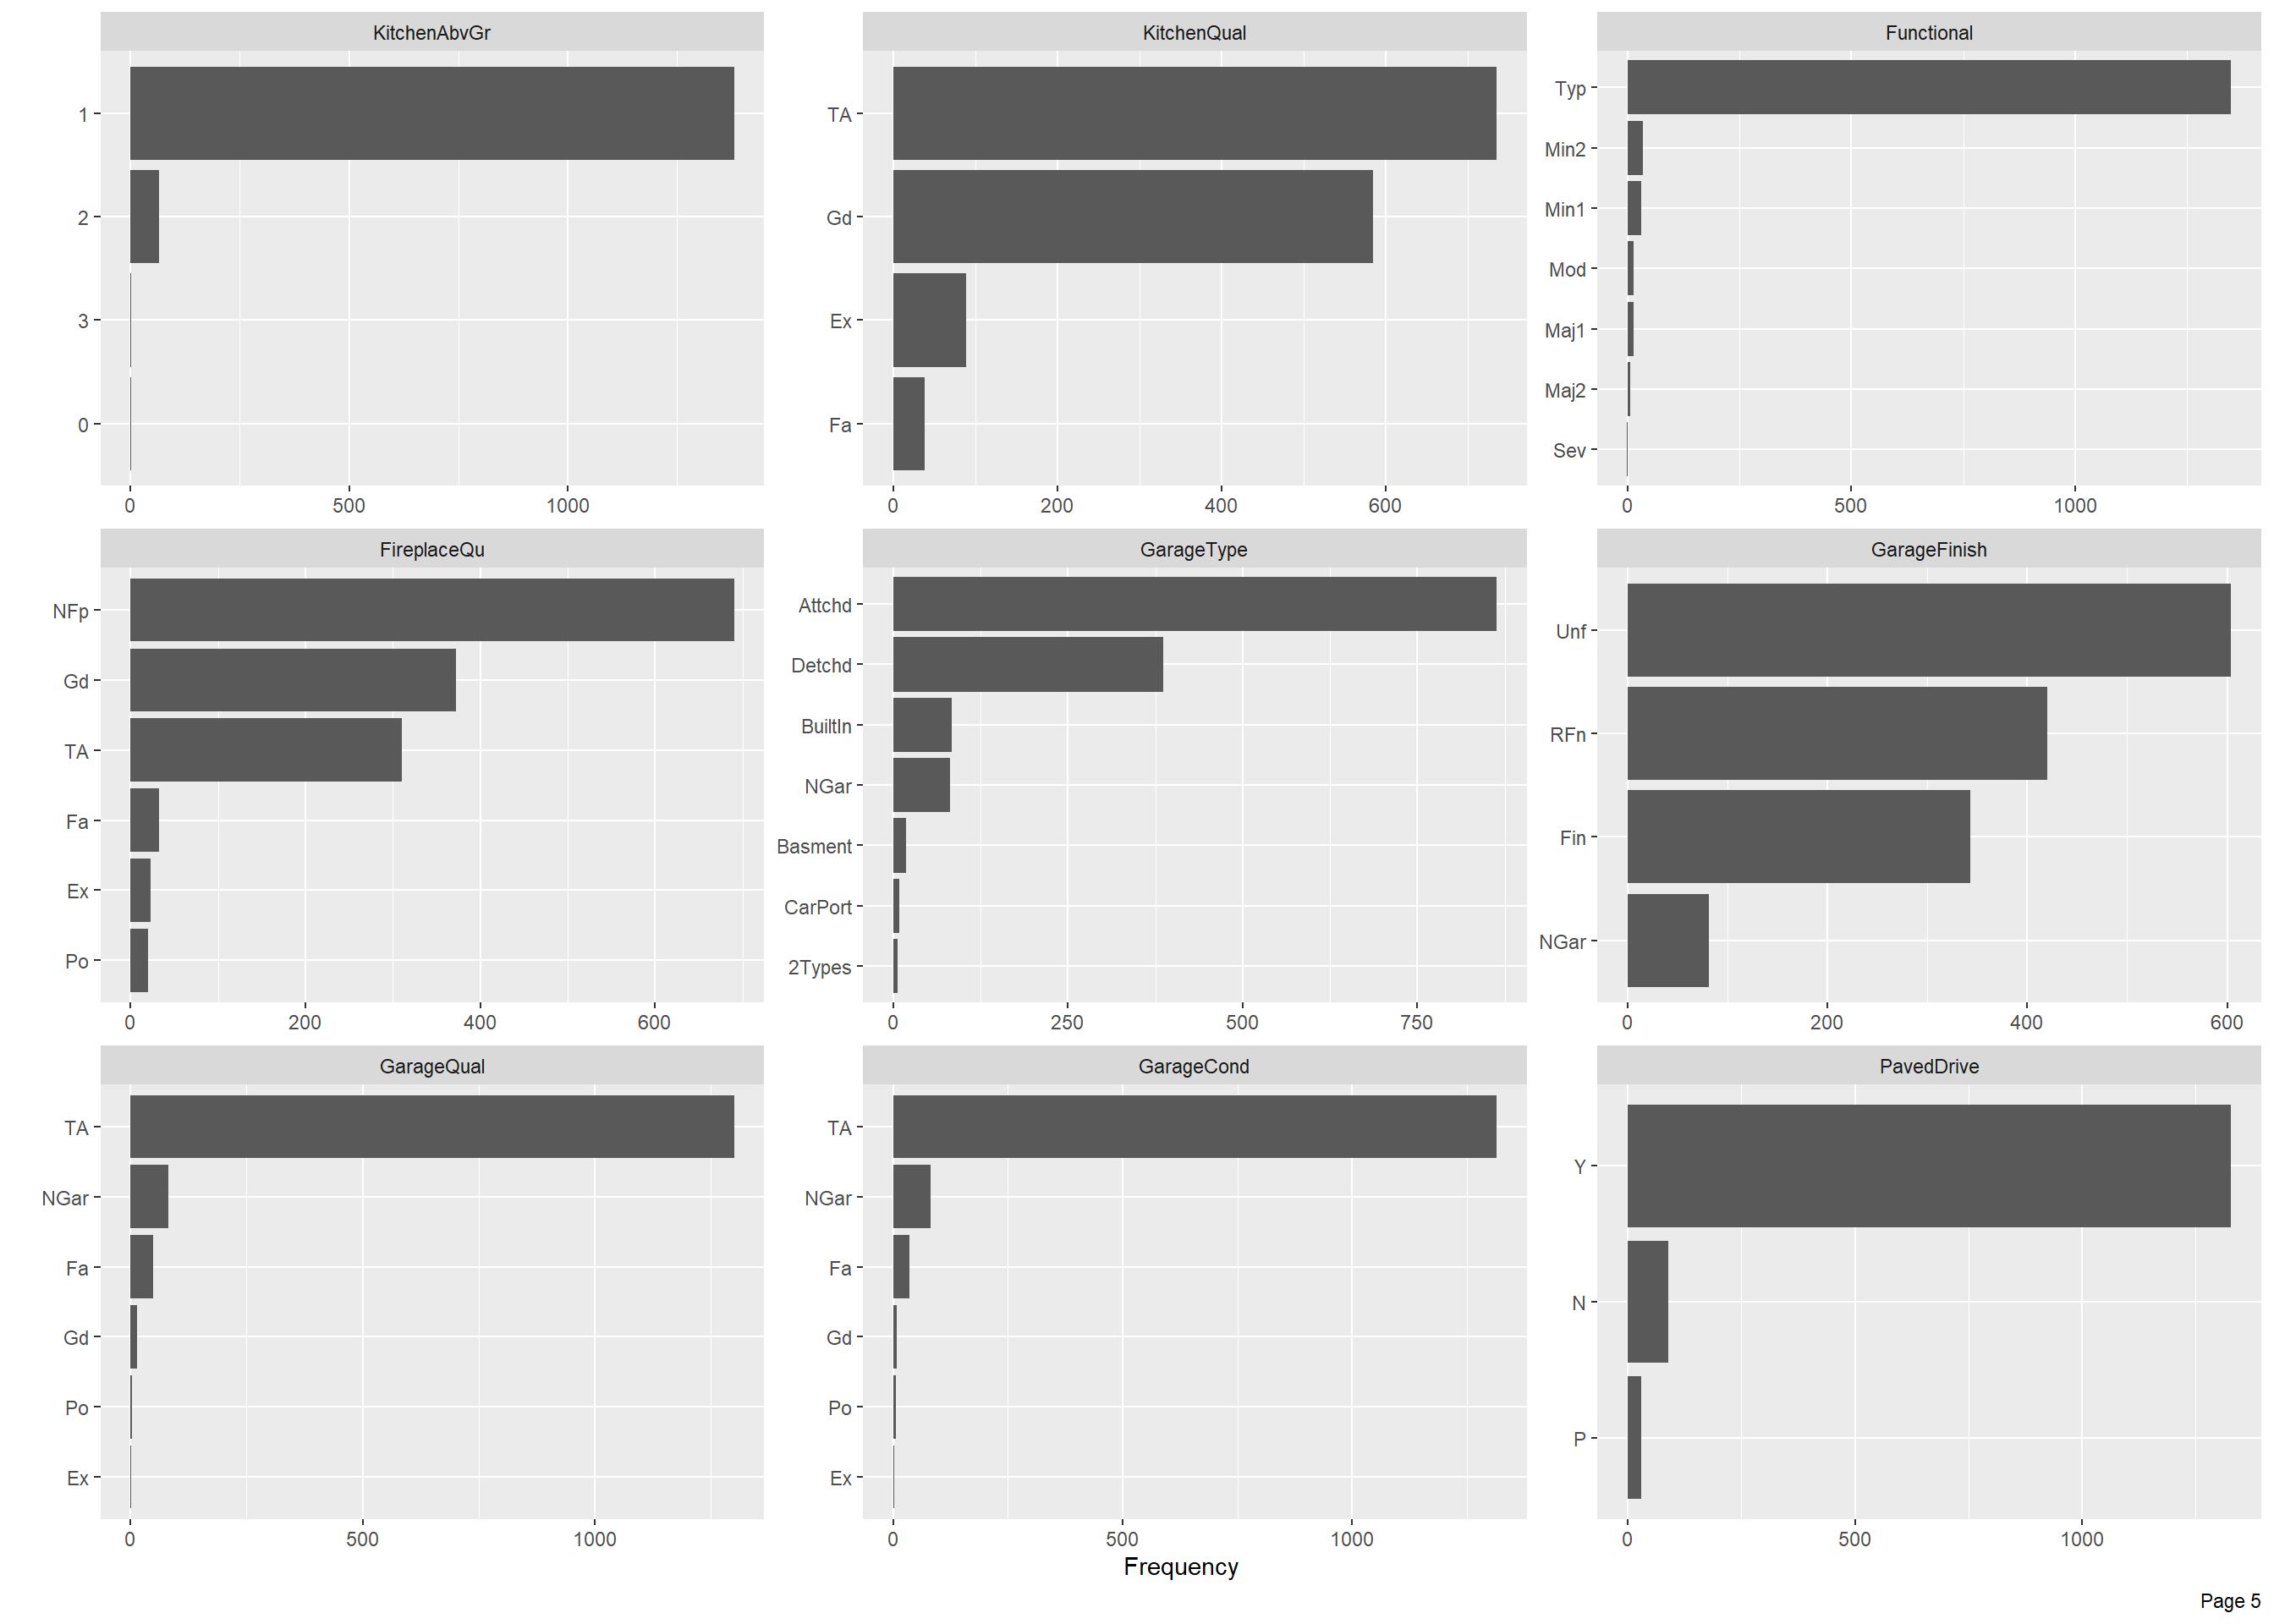 KitchenAbvGr
1
2
3
0
0 500 1000
KitchenQual
TA
Gd
Ex
Fa
0 200 400 600
Functional
Typ
Min2
Min1
Mod
Maj1
Maj2
Sev
0 500 1000
FireplaceQu
NFp
Gd
TA
Fa
Ex
Po
0 200 400 600
GarageType
Attchd
Detchd
BuiltIn
NGar
Basment
CarPort
2Types
0 250 500 750
GarageFinish
Unf
RFn
Fin
NGar
0 200 400 600
GarageQual
TA
NGar
Fa
Gd
Po
Ex
0 500 1000
GarageCond
TA
NGar
Fa
Gd
Po
Ex
0 500 1000
PavedDrive
Y
N
P
0 500 1000
Frequency
Page 5